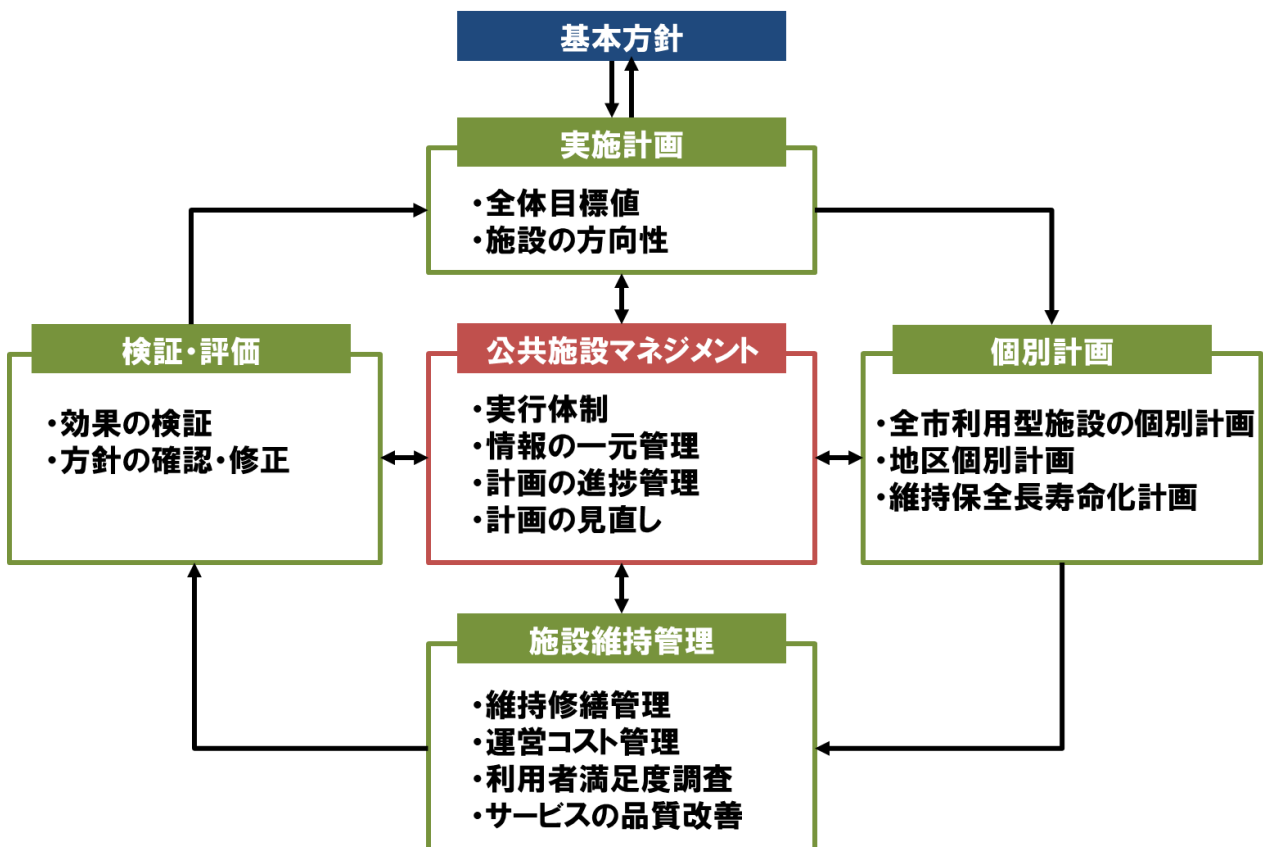 基本方針
実施計画
・全体目標値
・施設の方向性
検証・評価
・効果の検証
・方針の確認・修正
公共施設マネジメント
・実行体制
・情報の一元管理
・計画の進捗管理
・計画の見直し
個別計画
・全市利用型施設の個別計画
・地区個別計画
・維持保全長寿命化計画
施設維持管理
・維持修繕管理
・運営コスト管理
・利用者満足度調査
・サービスの品質改善